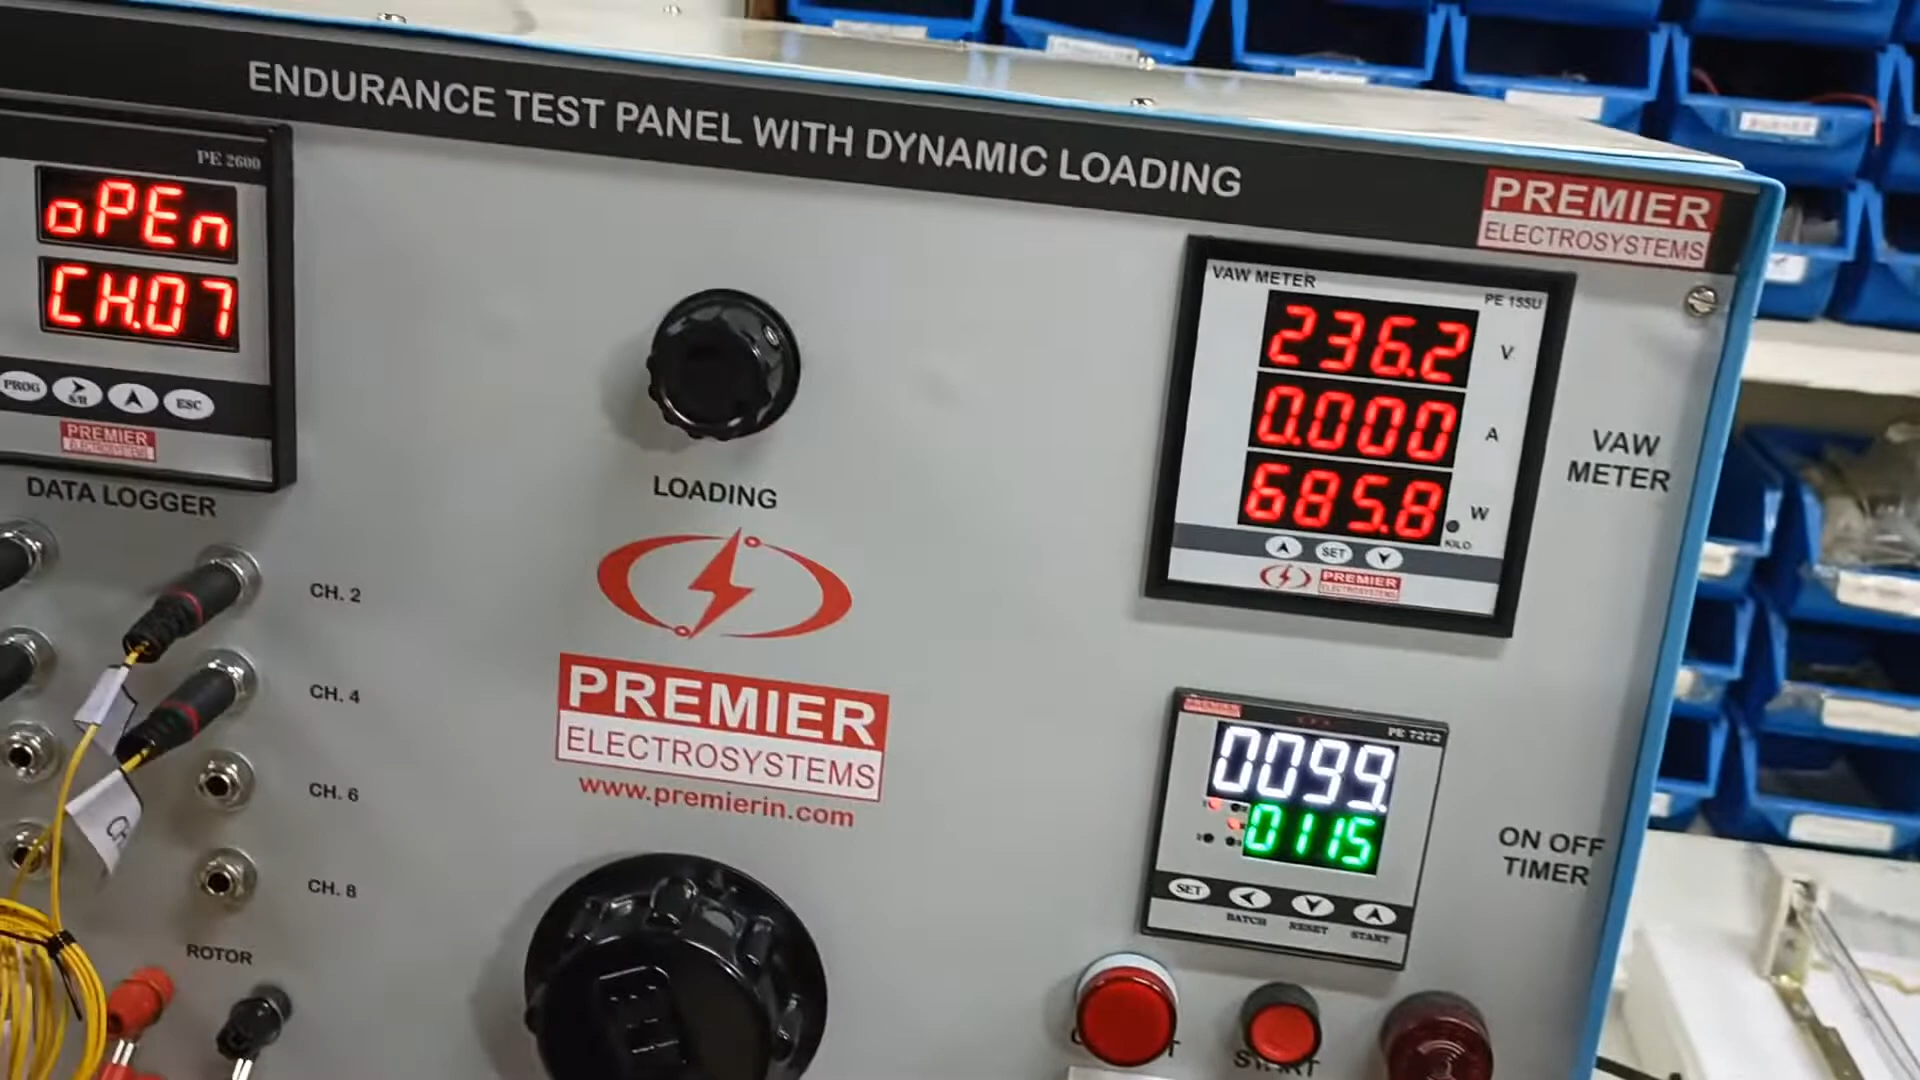 ENDURANCE TEST PANEL WITH DYNAMIC LOADING
PREMIER
ELECTROSYSTEMS
PE 2600
oPEn
CH.07
PROG
S/H
ESC
PREMIER
ELECTROSYSTEMS
DATA LOGGER
LOADING
VAW METER
PE 155U
236.2 V
0.000 A
685.8 W
KILO
SET
PREMIER
ELECTROSYSTEMS
VAW
METER
CH. 2
CH. 4
CH. 6
CH. 8
ROTOR
PREMIER
ELECTROSYSTEMS
www.premierin.com
PE 7272
0099.
0115
SET
BATCH
RESET
START
ON OFF
TIMER
START